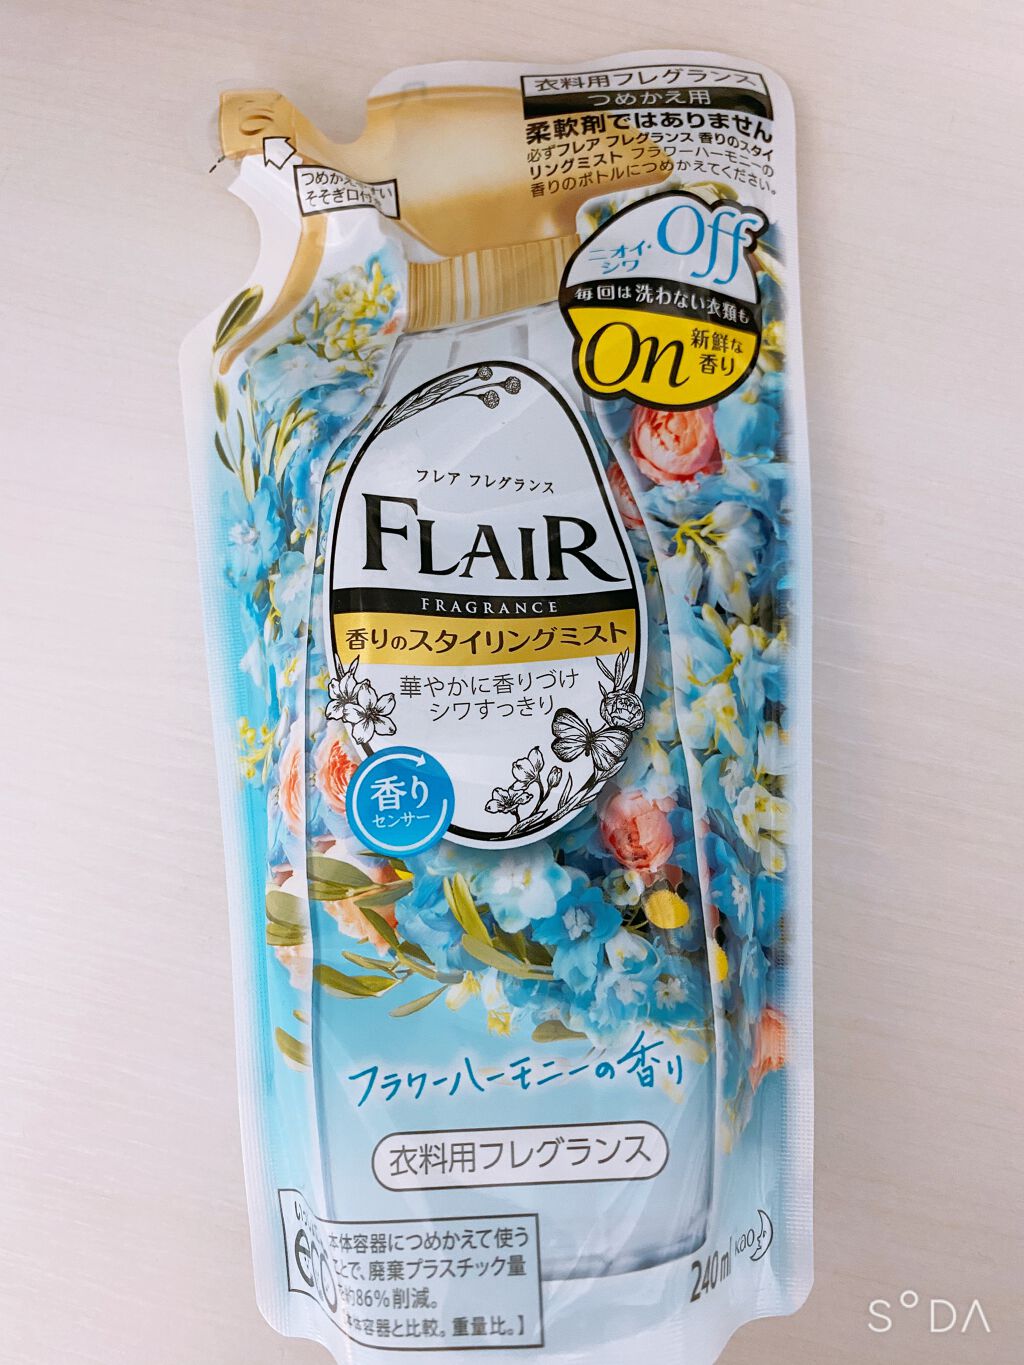 衣料用フレグランス
つめかえ用
柔軟剤ではありません
必ずフレア フレグランス 香りのスタイ
リングミスト フラワーハーモニーの
香りのボトルにつめかえてください。
つめかえ
そそぎ口付
ニオイ・
シワ
Off
毎回は洗わない衣類も
On
新鮮な
香り
フレア フレグランス
FLAIR
FRAGRANCE
香りのスタイリングミスト
華やかに香りづけ
シワすっきり
香り
センサー
フラワーハーモニーの香り
衣料用フレグランス
eco
本体容器につめかえて使う
ことで、廃棄プラスチック量
を約86%削減。
本体容器と比較。重量比。】
240ml
kao
SODA